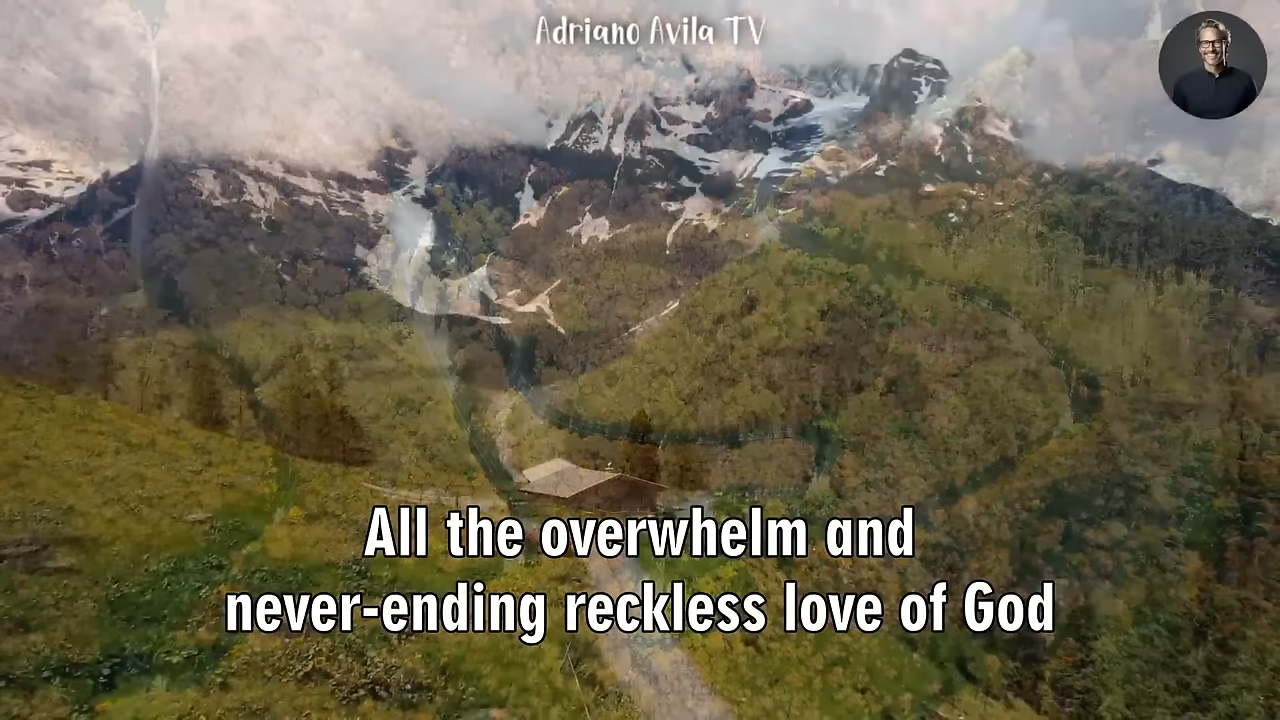 Adriano Avila TV
All the overwhelm and
never-ending reckless love of God